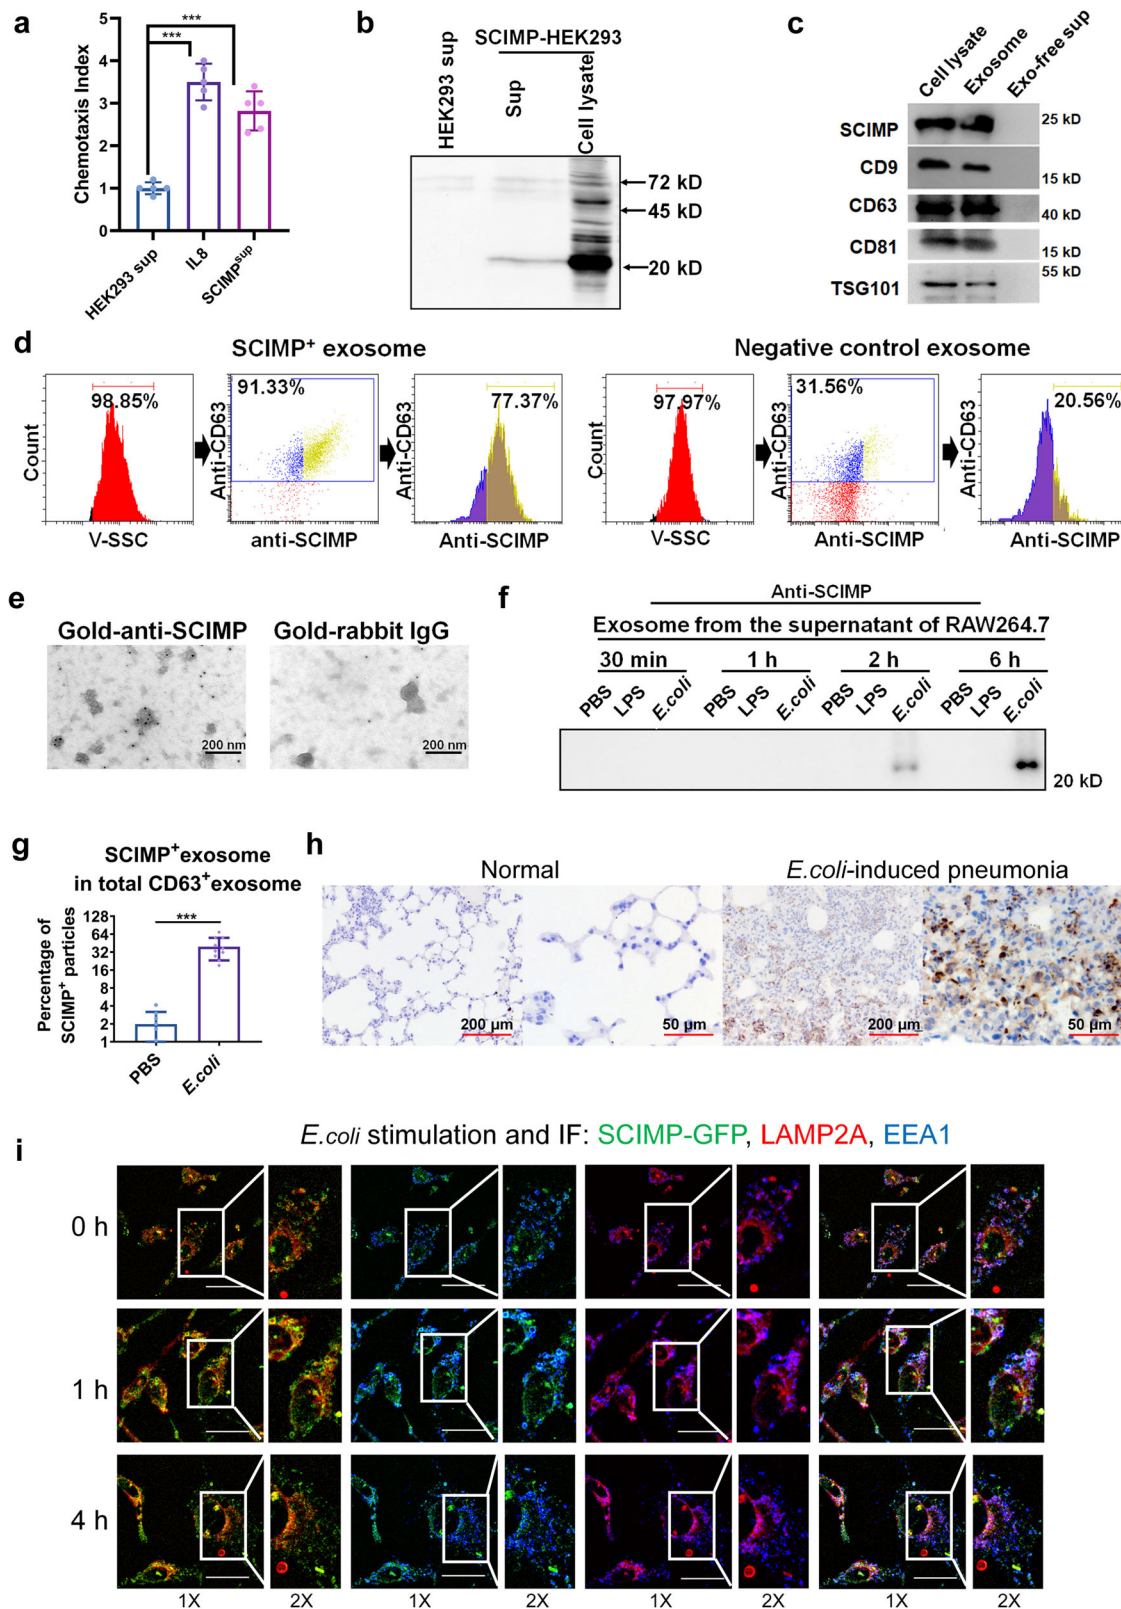 a
Chemotaxis Index
5
4
3
2
1
0
***
***
HEK293 sup
IL8
SCIMP^sup
b
HEK293 sup
SCIMP-HEK293
Sup
Cell lysate
72 kD
45 kD
20 kD
c
Cell lysate
Exosome
Exo-free sup
SCIMP
25 kD
CD9
15 kD
CD63
40 kD
CD81
15 kD
TSG101
55 kD
d
SCIMP+ exosome
Negative control exosome
Count
98.85%
V-SSC
Anti-CD63
91.33%
anti-SCIMP
Anti-CD63
77.37%
Anti-SCIMP
Count
97.97%
V-SSC
Anti-CD63
31.56%
Anti-SCIMP
Anti-CD63
20.56%
Anti-SCIMP
e
Gold-anti-SCIMP
Gold-rabbit IgG
200 nm
200 nm
f
Anti-SCIMP
Exosome from the supernatant of RAW264.7
30 min 1 h 2 h 6 h
PBS LPS E.coli PBS LPS E.coli PBS LPS E.coli PBS LPS E.coli
20 kD
g
SCIMP+exosome
in total CD63+exosome
Percentage of
SCIMP+ particles
128
64
32
16
8
4
2
1
***
PBS
E.coli
h
Normal
E.coli-induced pneumonia
200 µm
50 µm
200 µm
50 µm
i
E.coli stimulation and IF: SCIMP-GFP, LAMP2A, EEA1
0 h
1 h
4 h
1X 2X 1X 2X 1X 2X 1X 2X